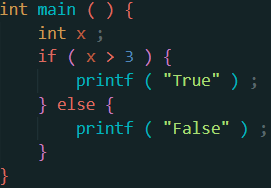 int main ( ) {
    int x ;
    if ( x > 3 ) {
        printf ( "True" ) ;
    } else {
        printf ( "False" ) ;
    }
}